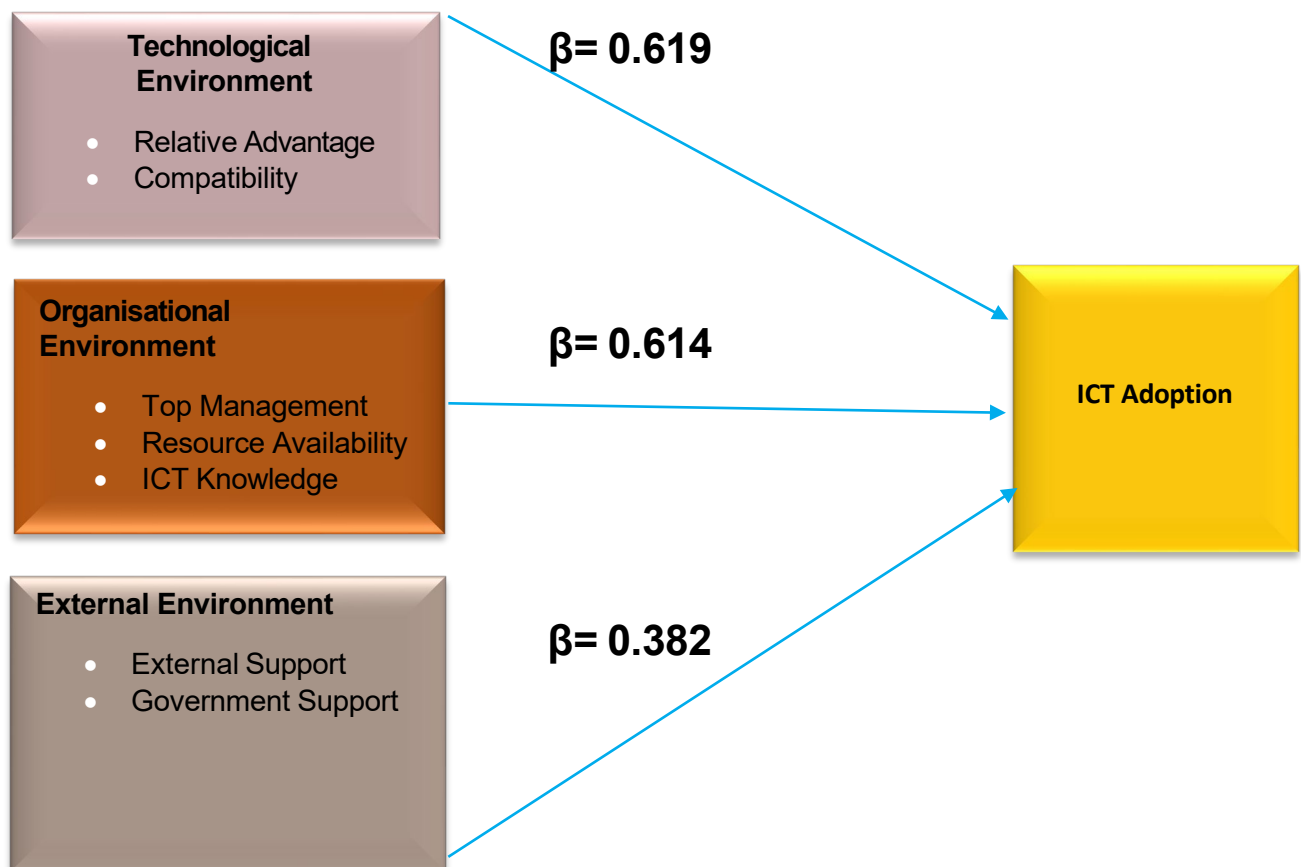 Technological
Environment
Relative Advantage
Compatibility
β= 0.619
Organisational
Environment
Top Management
Resource Availability
ICT Knowledge
β= 0.614
ICT Adoption
External Environment
External Support
Government Support
β= 0.382